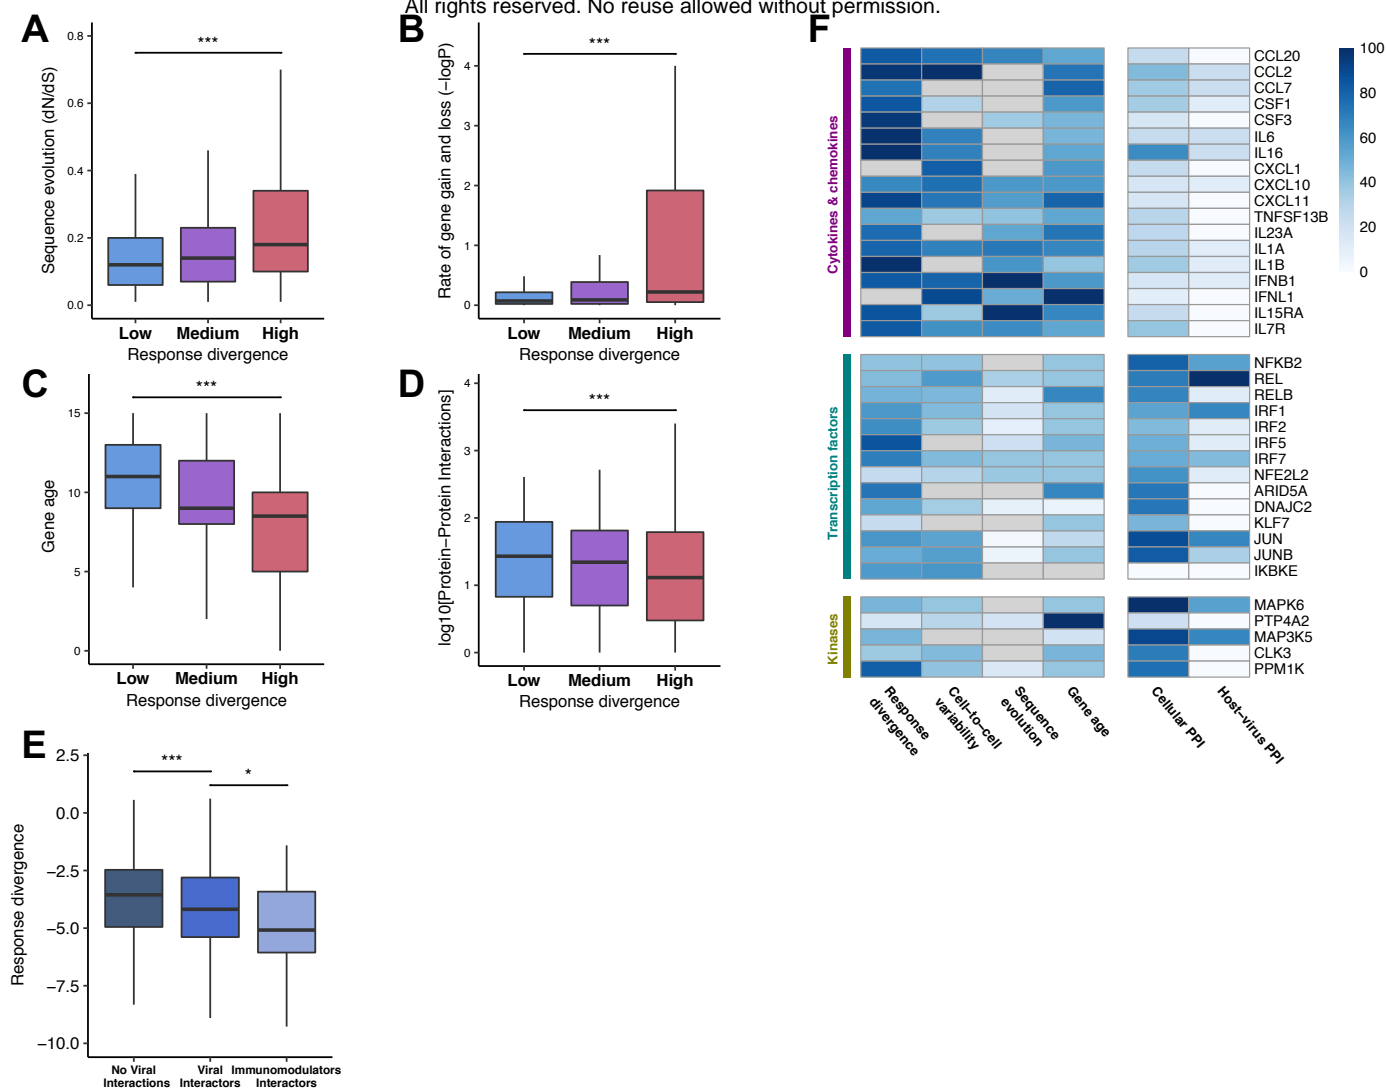 All rights reserved. No reuse allowed without permission.
A
Sequence evolution (dN/dS)
0.8
0.6
0.4
0.2
0.0
***
Low Medium High
Response divergence
B
Rate of gene gain and loss (−logP)
4
3
2
1
0
***
Low Medium High
Response divergence
C
Gene age
15
10
5
0
***
Low Medium High
Response divergence
D
log10[Protein−Protein Interactions]
4
3
2
1
0
***
Low Medium High
Response divergence
E
Response divergence
2.5
0.0
−2.5
−5.0
−7.5
−10.0
***
*
No Viral Interactions
Viral Interactors
Immunomodulators Interactors
F
Cytokines & chemokines
CCL20
CCL2
CCL7
CSF1
CSF3
IL6
IL16
CXCL1
CXCL10
CXCL11
TNFSF13B
IL23A
IL1A
IL1B
IFNB1
IFNL1
IL15RA
IL7R
Transcription factors
NFKB2
REL
RELB
IRF1
IRF2
IRF5
IRF7
NFE2L2
ARID5A
DNAJC2
KLF7
JUN
JUNB
IKBKE
Kinases
MAPK6
PTP4A2
MAP3K5
CLK3
PPM1K
Response divergence
Cell−to−cell variability
Sequence evolution
Gene age
Cellular PPI
Host−virus PPI
100
80
60
40
20
0